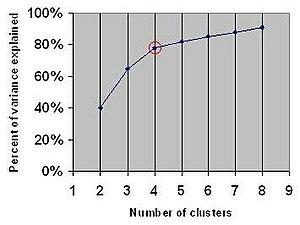 Percent of variance explained
100%
80%
60%
40%
20%
0%
1 2 3 4 5 6 7 8 9
Number of clusters